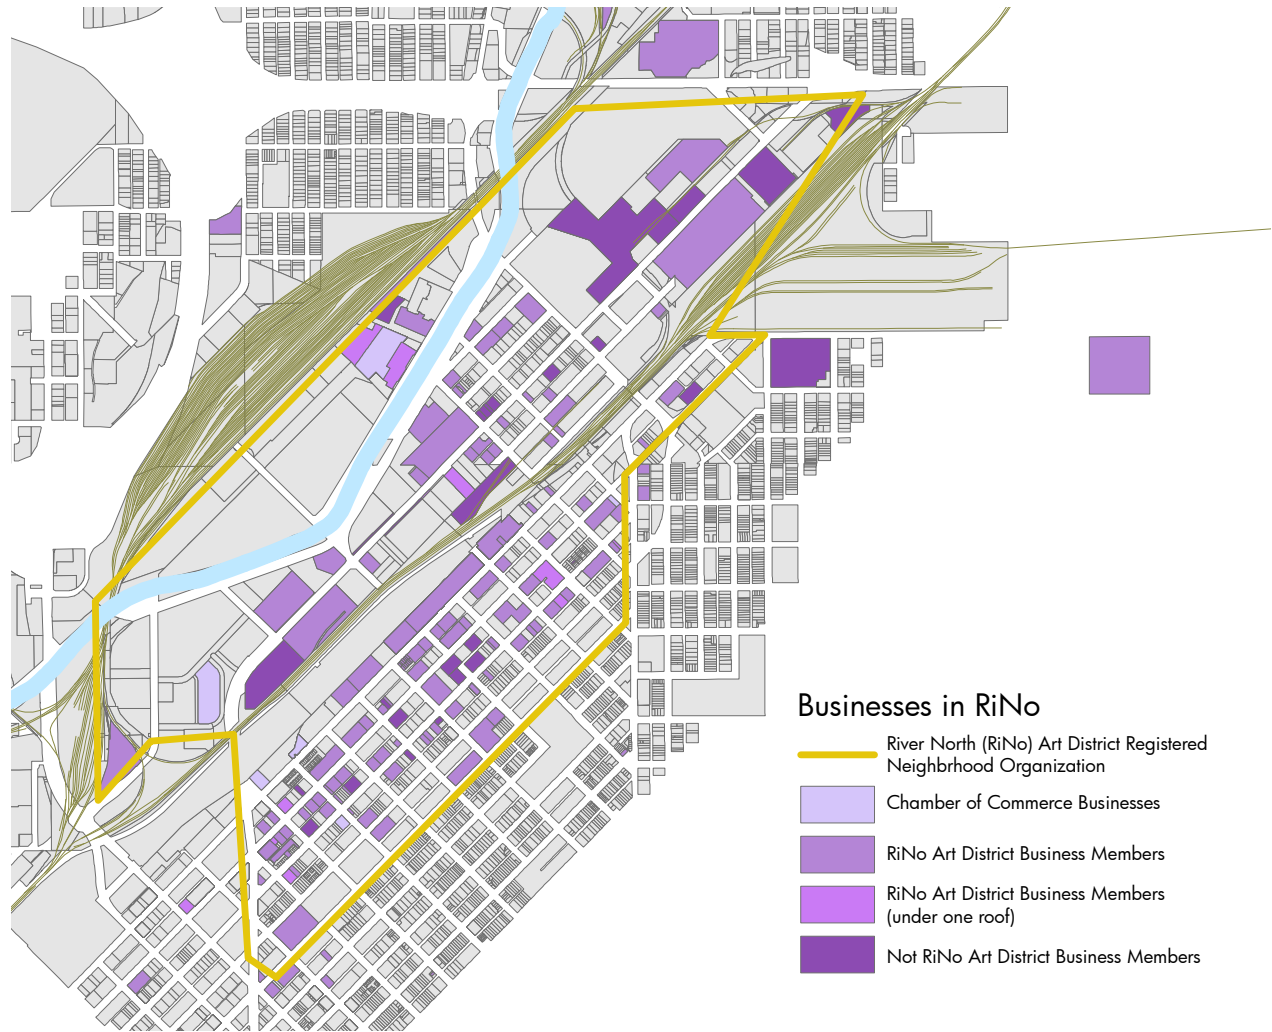 Businesses in RiNo
River North (RiNo) Art District Registered
Neighbrhood Organization
Chamber of Commerce Businesses
RiNo Art District Business Members
RiNo Art District Business Members
(under one roof)
Not RiNo Art District Business Members